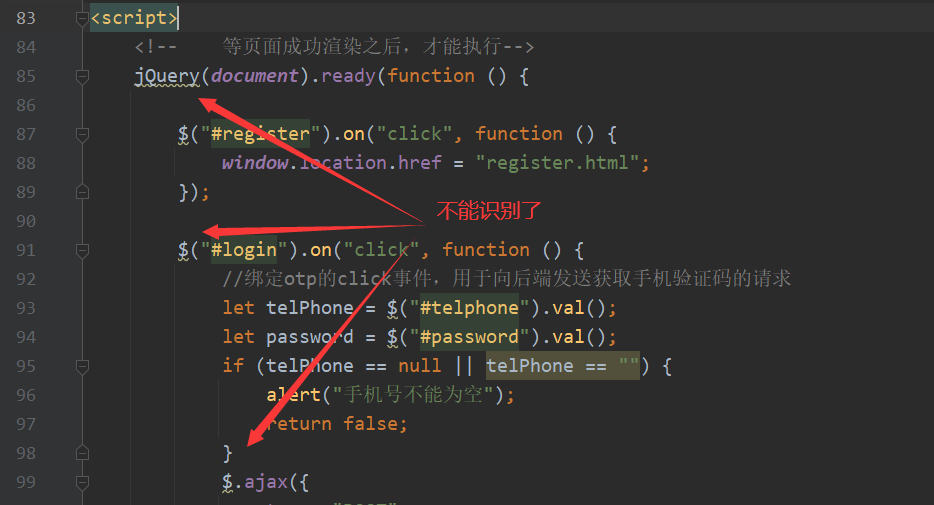 83 <script>
84 <!-- 等页面成功渲染之后，才能执行-->
85 jQuery(document).ready(function () {
86
87 $("#register").on("click", function () {
88 window.location.href = "register.html";
89 });
90
不能识别了
91 $("#login").on("click", function () {
92 //绑定otp的click事件，用于向后端发送获取手机验证码的请求
93 let telPhone = $("#telphone").val();
94 let password = $("#password").val();
95 if (telPhone == null || telPhone == "") {
96 alert("手机号不能为空");
97 return false;
98 }
99 $.ajax({